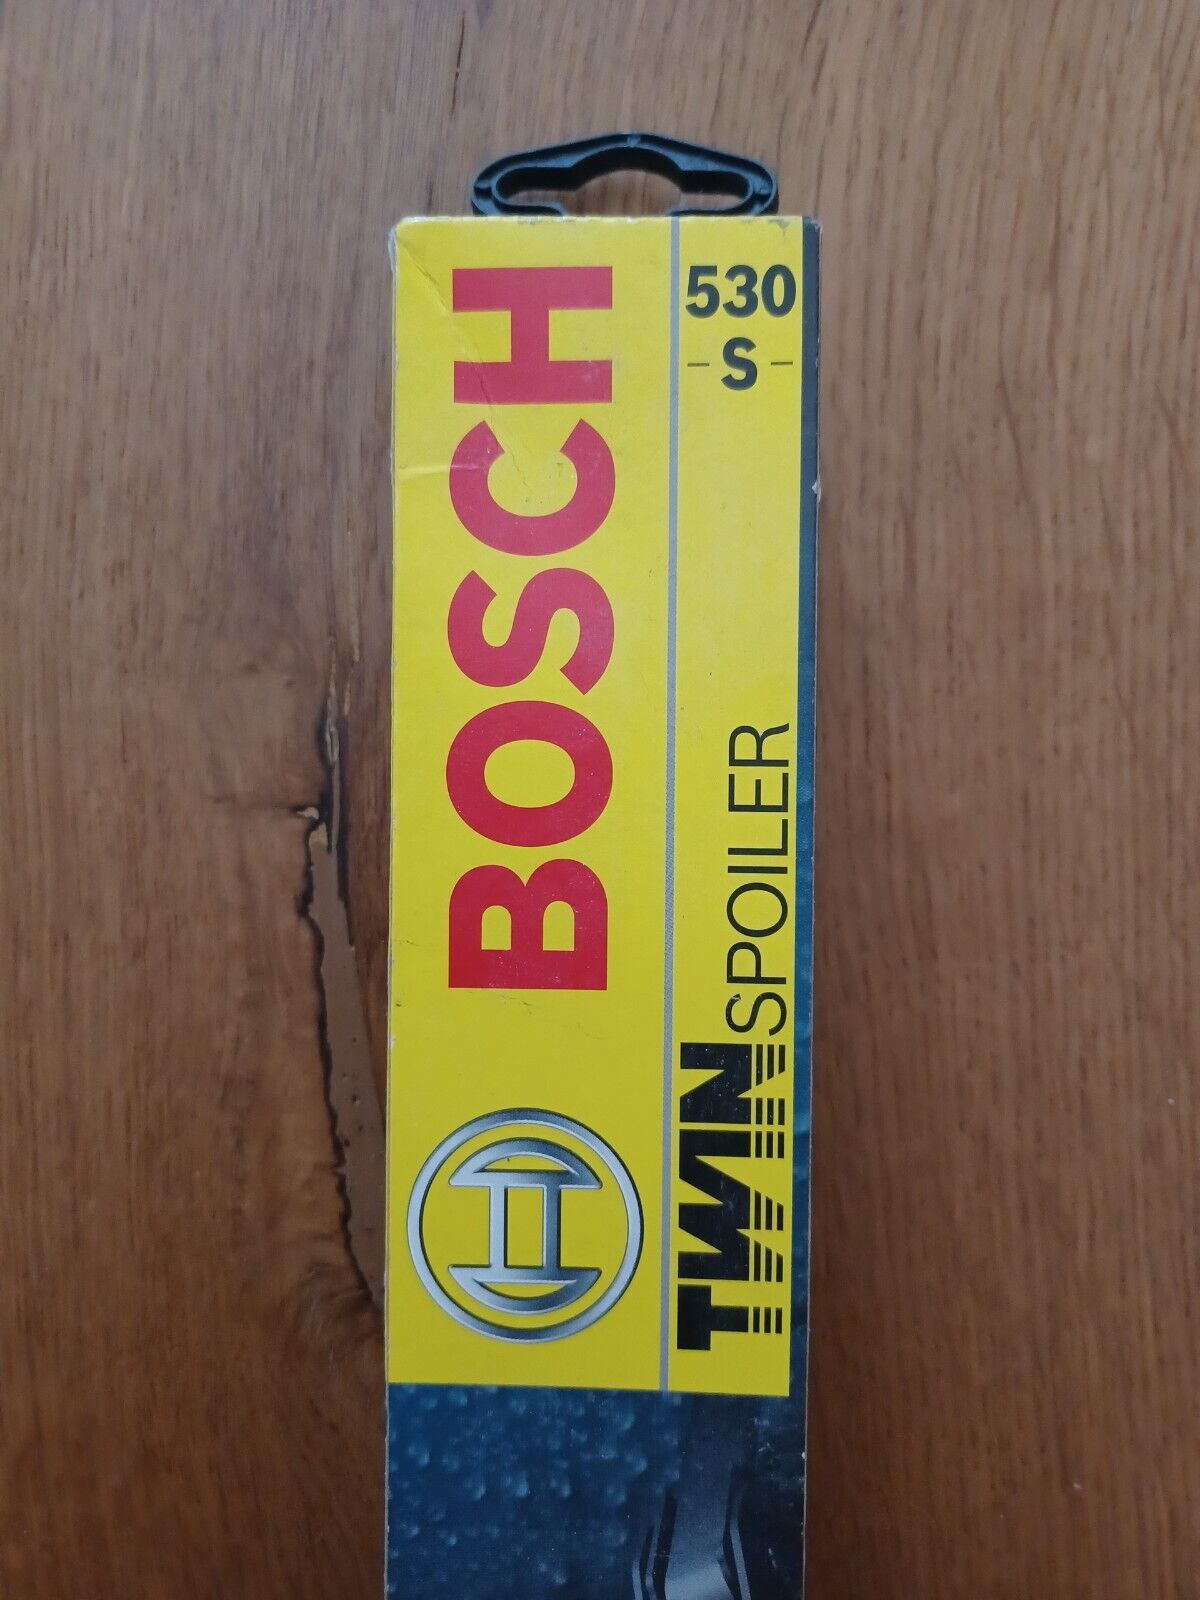 BOSCH
530
- S -
TWIN SPOILER